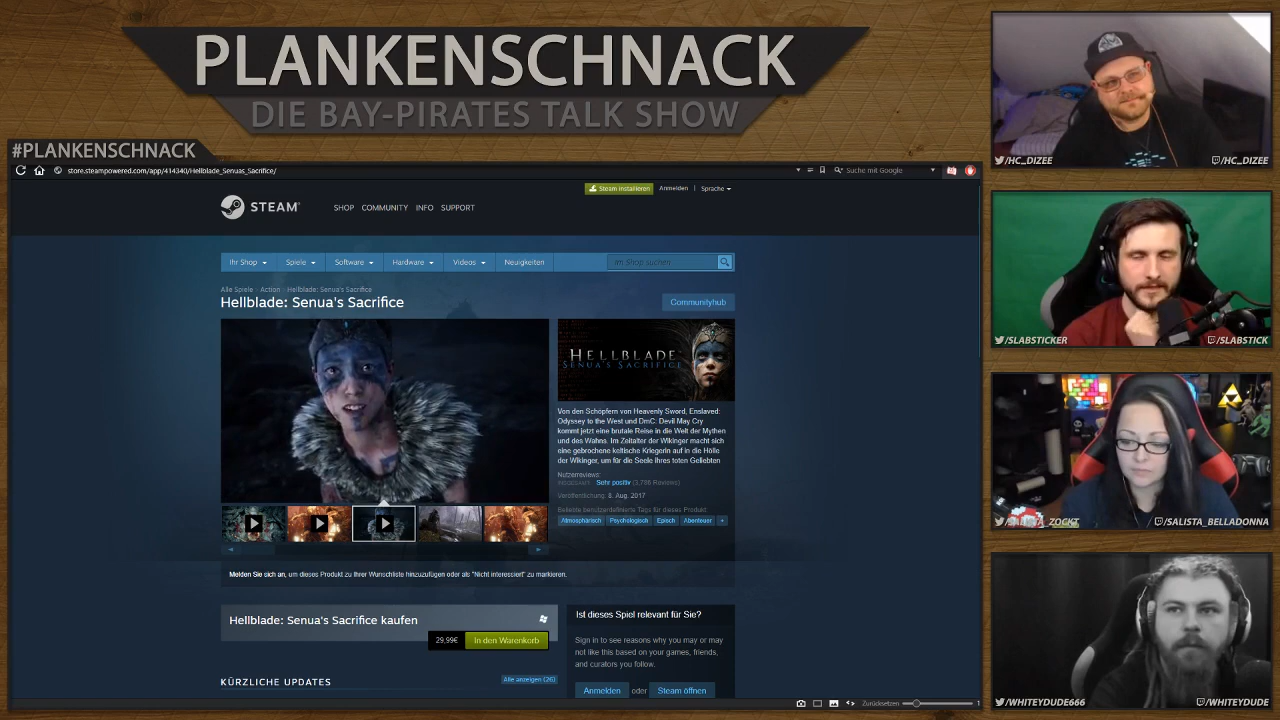 PLANKENSCHNACK
DIE BAY-PIRATES TALK SHOW
#PLANKENSCHNACK
store.steampowered.com/app/414340/Hellblade_Senuas_Sacrifice/
Suche mit Google
Steam installieren
Anmelden | Sprache
STEAM
SHOP COMMUNITY INFO SUPPORT
Ihr Shop Spiele Software Hardware Videos Neuigkeiten
im Shop suchen
Alle Spiele › Action › Hellblade: Senua's Sacrifice
Hellblade: Senua's Sacrifice
Communityhub
HELLBLADE
SENUA'S SACRIFICE
Von den Schöpfern von Heavenly Sword, Enslaved:
Odyssey to the West und DmC: Devil May Cry
kommt jetzt eine brutale Reise in die Welt der Mythen
und des Wahns. Im Zeitalter der Wikinger macht sich
eine gebrochene keltische Kriegerin auf in die Hölle
der Wikinger, um für die Seele ihres toten Geliebten
Nutzerreviews:
Sehr positiv (3,786 Reviews)
Veröffentlichung: 8. Aug. 2017
Beliebte benutzerdefinierte Tags für dieses Produkt
Atmosphärisch Psychologisch Episch Abenteuer +
Melden Sie sich an, um dieses Produkt zu Ihrer Wunschliste hinzuzufügen oder als "Nicht interessiert" zu markieren.
Hellblade: Senua's Sacrifice kaufen
29,99€ In den Warenkorb
KÜRZLICHE UPDATES
Alle anzeigen (26)
Ist dieses Spiel relevant für Sie?
Sign in to see reasons why you may or may
not like this based on your games, friends,
and curators you follow.
Anmelden oder Steam öffnen
Zurücksetzen
/HC_DIZEE /HC_DIZEE
/SLABSTICKER /SLABSTICK
ZOCKT /SALISTA_BELLADONNA
/WHITEYDUDE666 /WHITEYDUDE